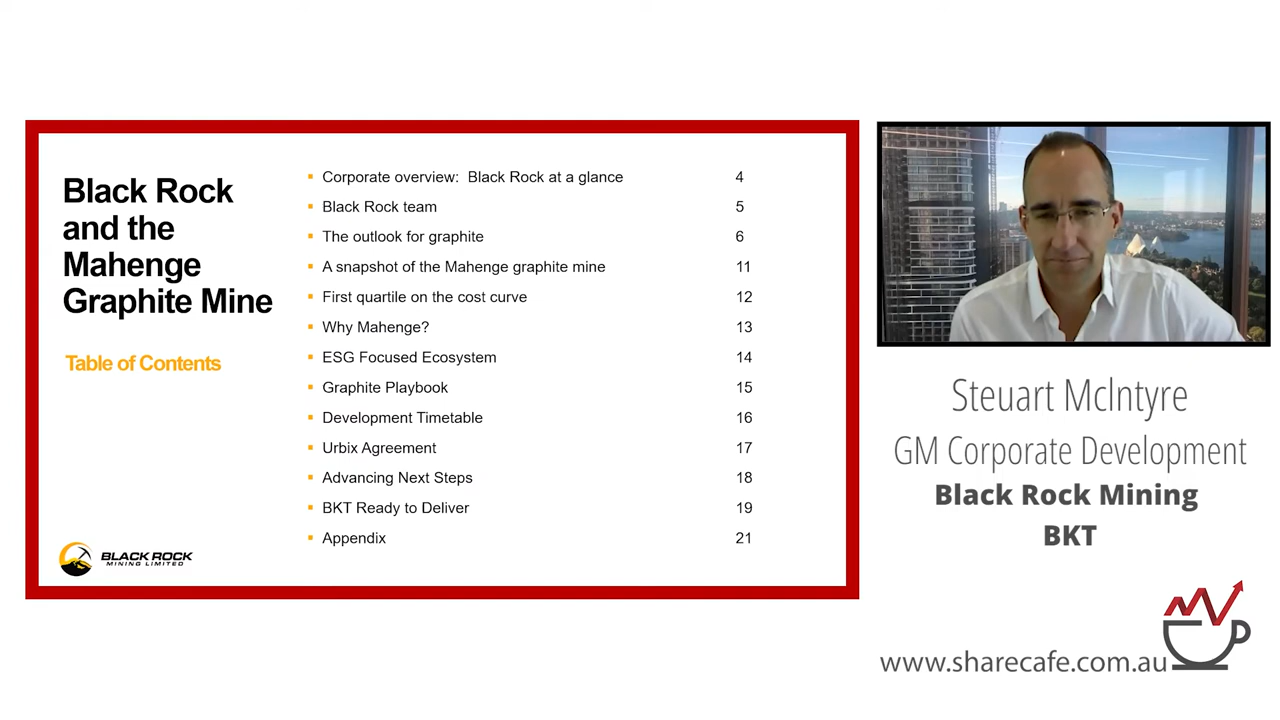 Black Rock
and the
Mahenge
Graphite Mine
Table of Contents
Corporate overview: Black Rock at a glance 4
Black Rock team 5
The outlook for graphite 6
A snapshot of the Mahenge graphite mine 11
First quartile on the cost curve 12
Why Mahenge? 13
ESG Focused Ecosystem 14
Graphite Playbook 15
Development Timetable 16
Urbix Agreement 17
Advancing Next Steps 18
BKT Ready to Deliver 19
Appendix 21
BLACK ROCK
MINING LIMITED
Steuart McIntyre
GM Corporate Development
Black Rock Mining
BKT
www.sharecafe.com.au